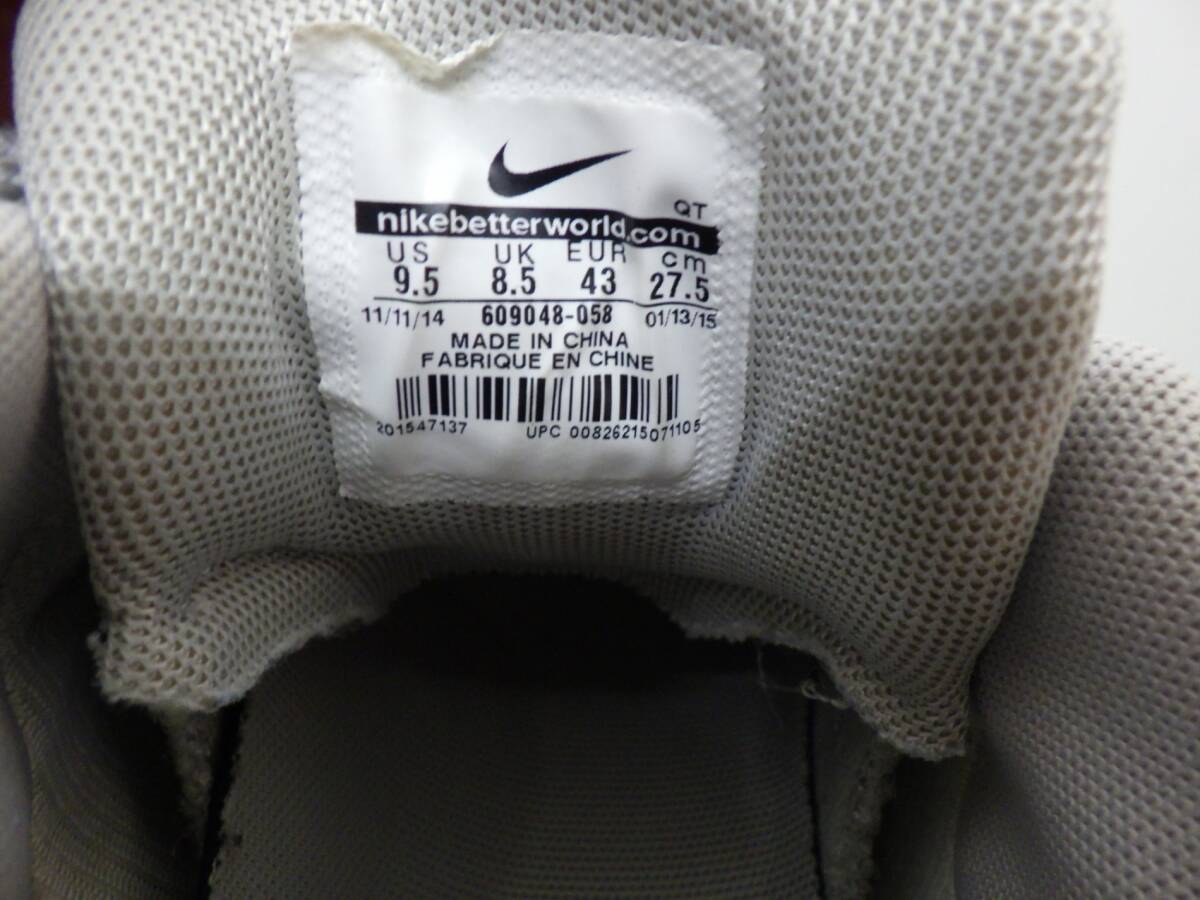 QT
nikebetterworld.com
US UK EUR cm
9.5 8.5 43 27.5
11/11/14 609048-058 01/13/15
MADE IN CHINA
FABRIQUE EN CHINE
201547137 UPC 00826215071105